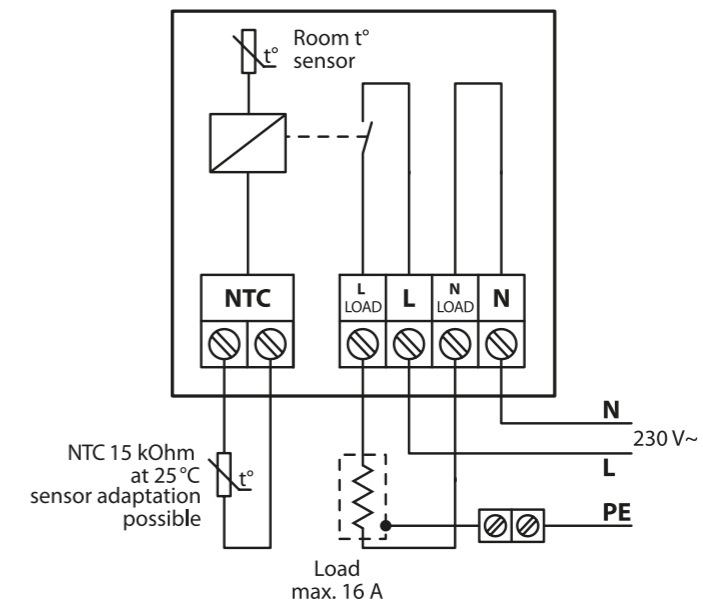 Room t°
sensor
t°
NTC
L
LOAD
L
N
LOAD
N
N
230 V~
L
PE
NTC 15 kOhm
at 25 °C
sensor adaptation
possible
t°
Load
max. 16 A